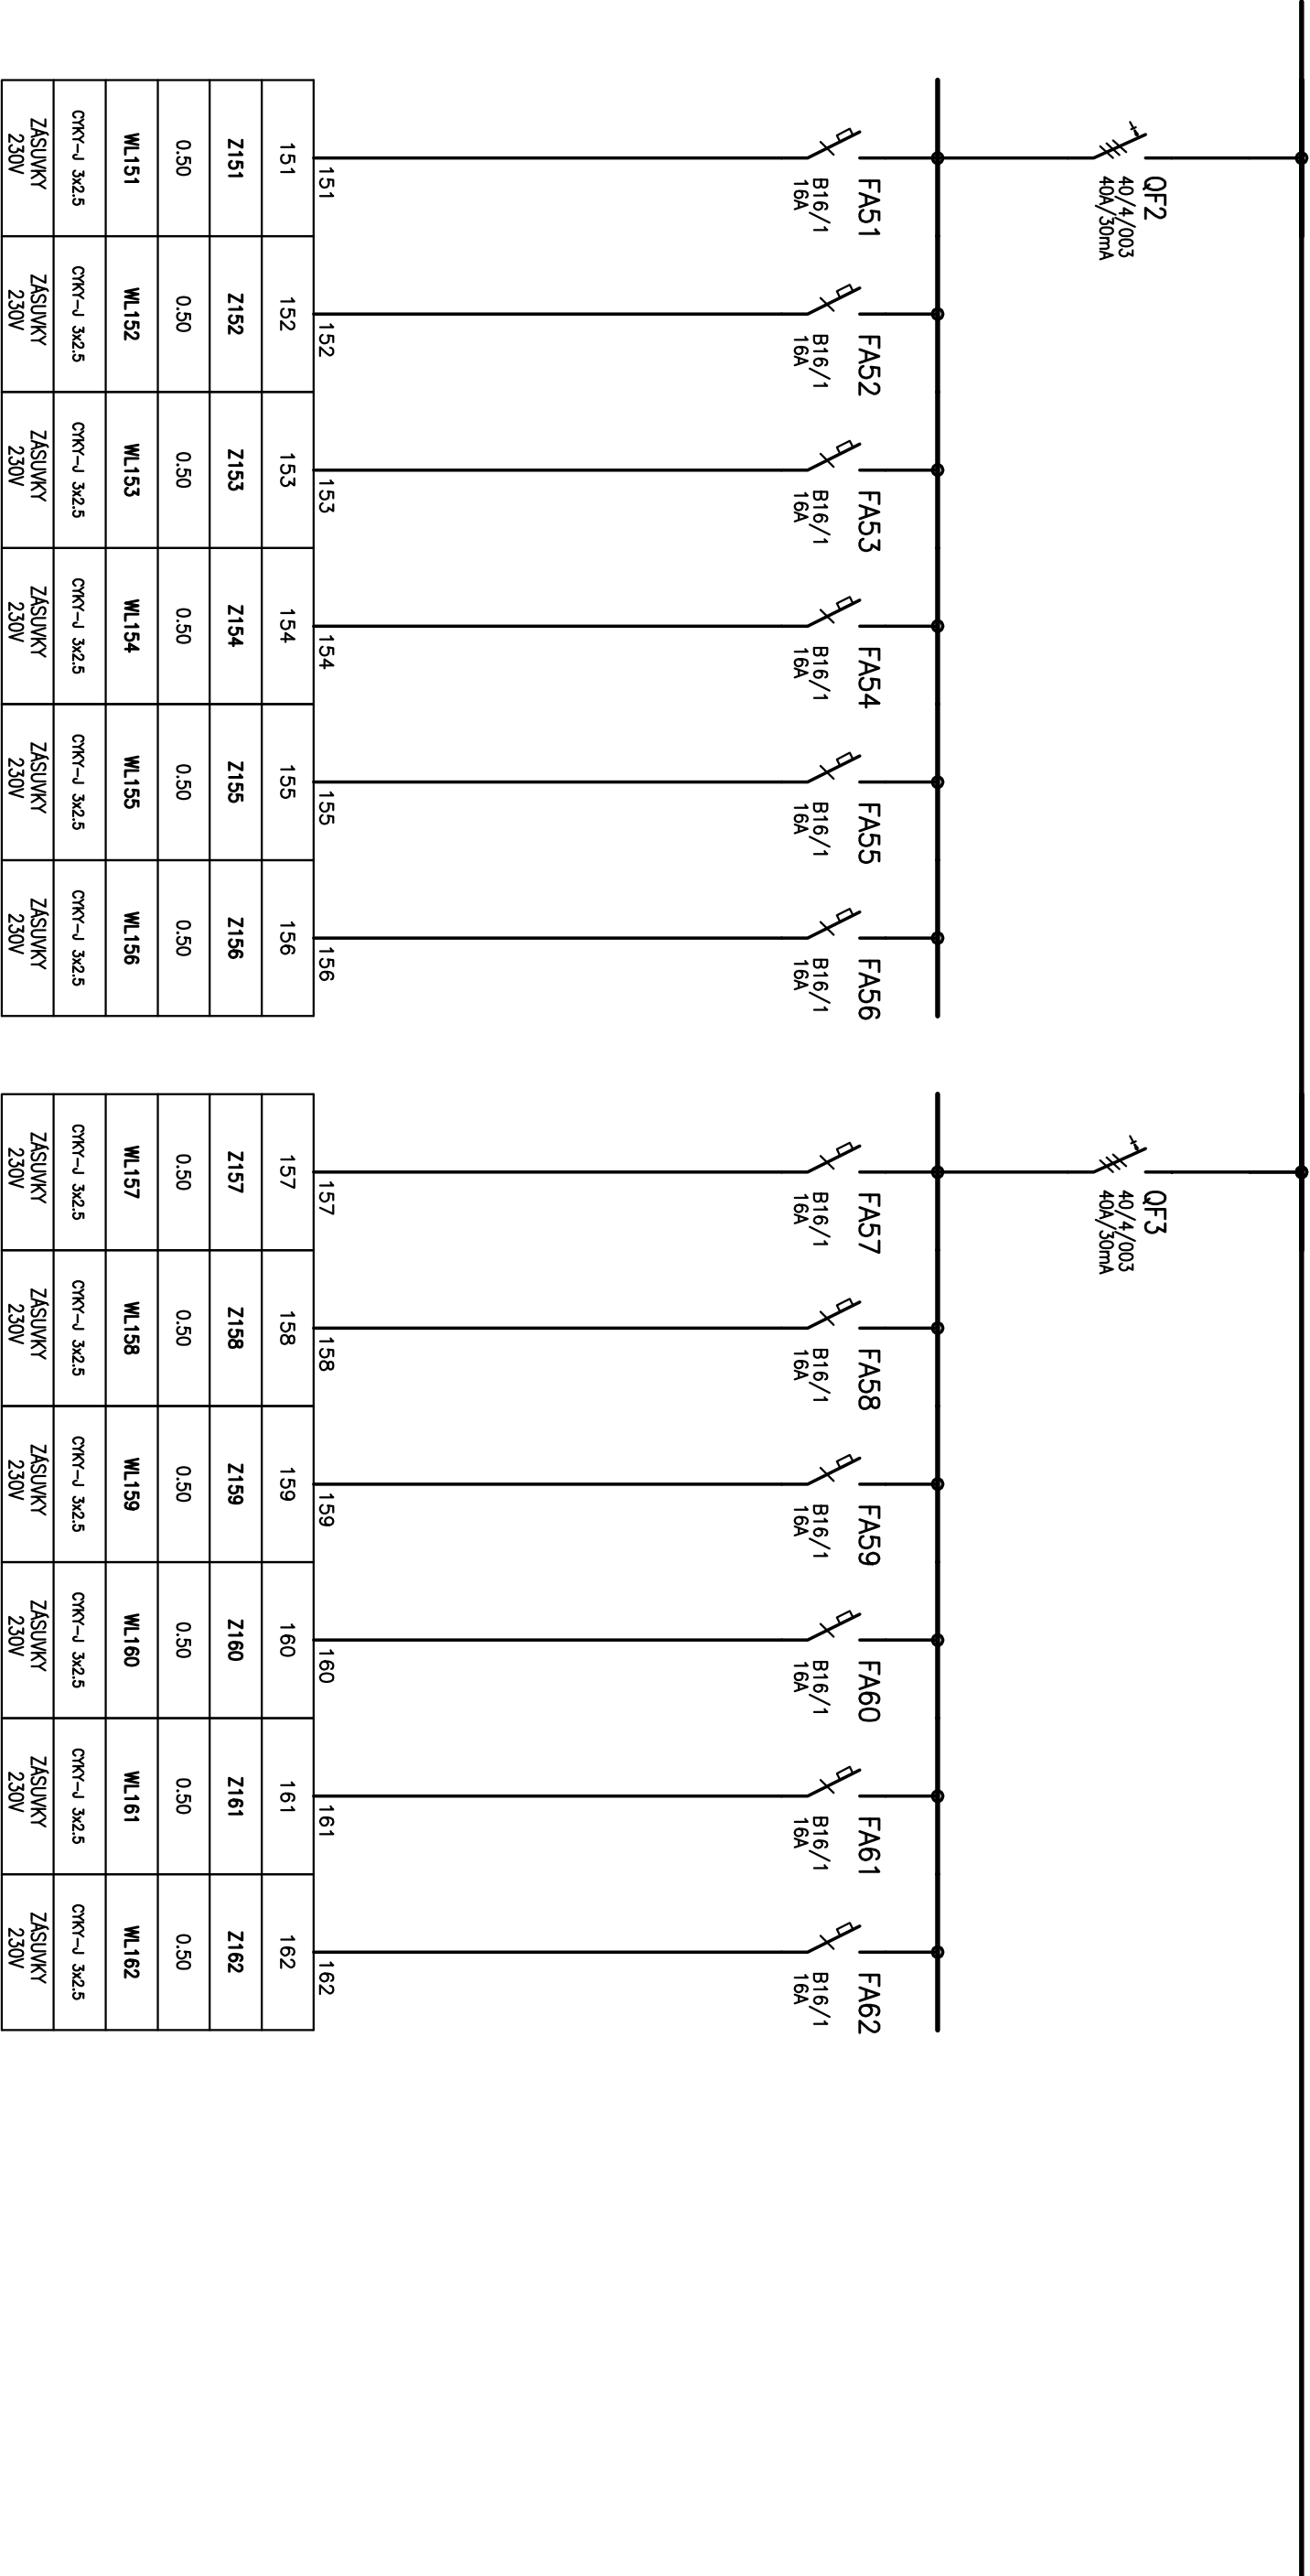 QF2
40/4/003
40A/30mA
QF3
40/4/003
40A/30mA
FA51
B16/1
16A
FA52
B16/1
16A
FA53
B16/1
16A
FA54
B16/1
16A
FA55
B16/1
16A
FA56
B16/1
16A
FA57
B16/1
16A
FA58
B16/1
16A
FA59
B16/1
16A
FA60
B16/1
16A
FA61
B16/1
16A
FA62
B16/1
16A
151 152 153 154 155 156 157 158 159 160 161 162
151 152 153 154 155 156 157 158 159 160 161 162
Z151 Z152 Z153 Z154 Z155 Z156 Z157 Z158 Z159 Z160 Z161 Z162
0.50 0.50 0.50 0.50 0.50 0.50 0.50 0.50 0.50 0.50 0.50 0.50
WL151 WL152 WL153 WL154 WL155 WL156 WL157 WL158 WL159 WL160 WL161 WL162
CYKY-J 3x2.5 CYKY-J 3x2.5 CYKY-J 3x2.5 CYKY-J 3x2.5 CYKY-J 3x2.5 CYKY-J 3x2.5 CYKY-J 3x2.5 CYKY-J 3x2.5 CYKY-J 3x2.5 CYKY-J 3x2.5 CYKY-J 3x2.5 CYKY-J 3x2.5
ZÁSUVKY ZÁSUVKY ZÁSUVKY ZÁSUVKY ZÁSUVKY ZÁSUVKY ZÁSUVKY ZÁSUVKY ZÁSUVKY ZÁSUVKY ZÁSUVKY ZÁSUVKY
230V 230V 230V 230V 230V 230V 230V 230V 230V 230V 230V 230V